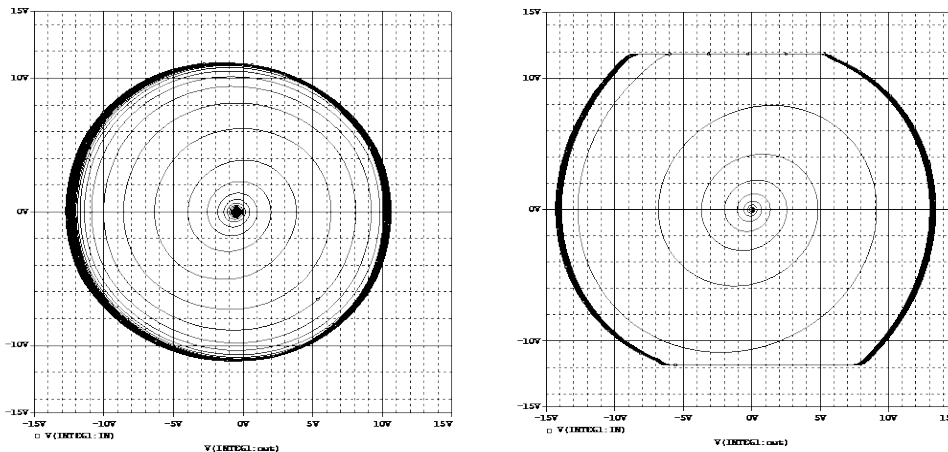 15V
10V
0V
-10V
-15V
-15V -10V -5V 0V 5V 10V 15V
□ V(INTEG1:IN)
V(INTEG1:out)
15V
10V
0V
-10V
-15V
-15V -10V -5V 0V 5V 10V 15V
□ V(INTEG1:IN)
V(INTEG1:out)